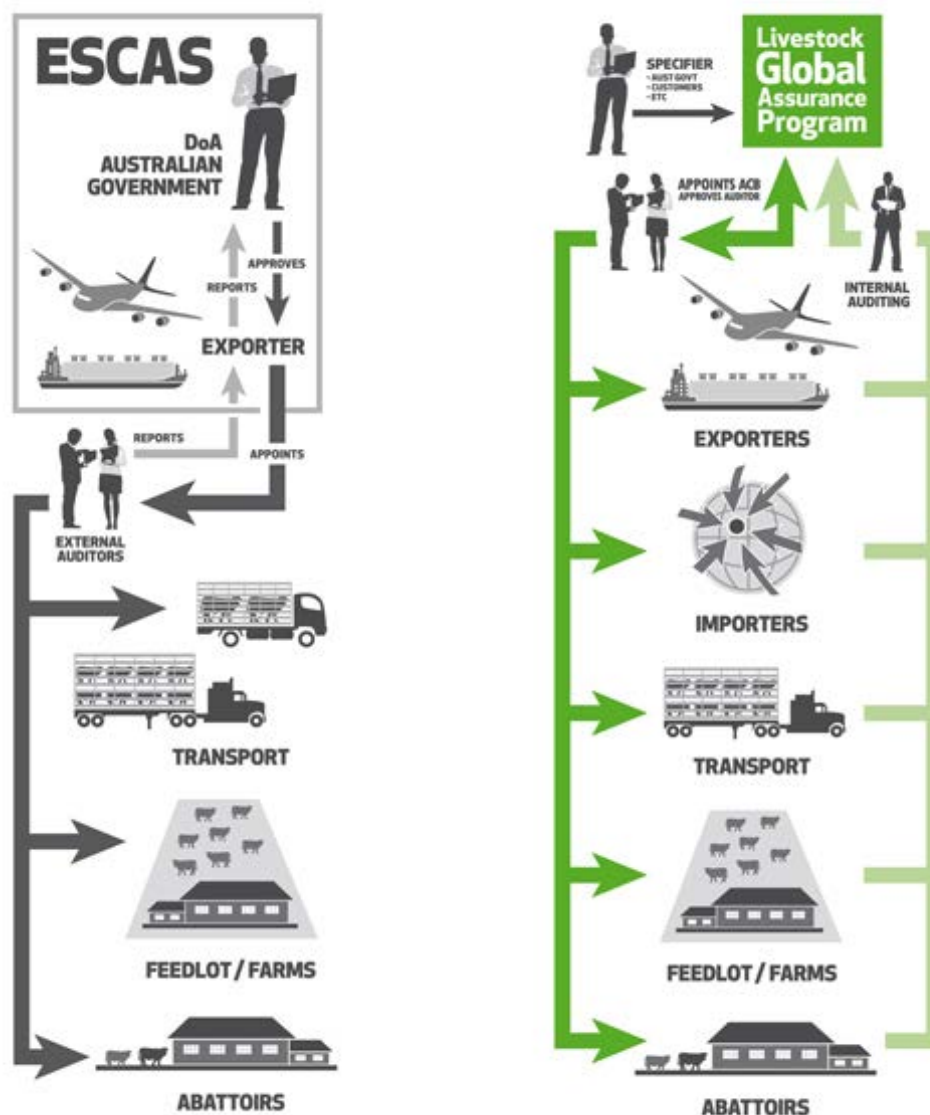 ESCAS
DoA
AUSTRALIAN
GOVERNMENT
APPROVES
REPORTS
EXPORTER
REPORTS
APPOINTS
EXTERNAL
AUDITORS
TRANSPORT
FEEDLOT / FARMS
ABATTOIRS
SPECIFIER
- AUST GOVT
- CUSTOMERS
- ETC
Livestock
Global
Assurance
Program
APPOINTS ACB
APPROVES AUDITOR
INTERNAL
AUDITING
EXPORTERS
IMPORTERS
TRANSPORT
FEEDLOT / FARMS
ABATTOIRS